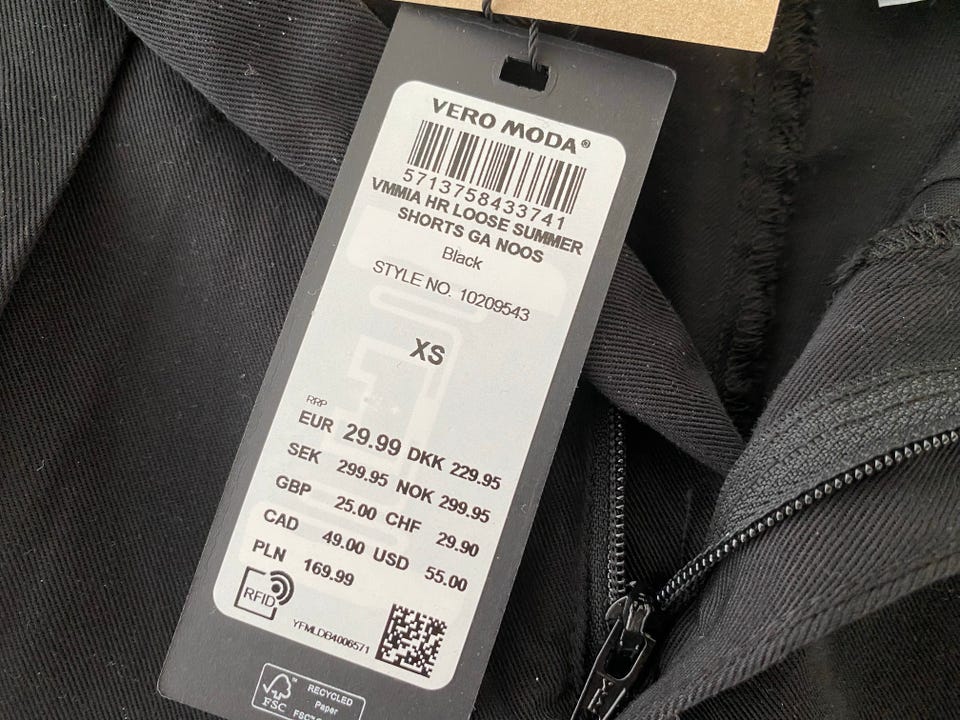 VERO MODA®
5713758433741
VMMIA HR LOOSE SUMMER
SHORTS GA NOOS
Black
STYLE NO. 10209543
XS
RRP
EUR 29.99 DKK 229.95
SEK 299.95 NOK 299.95
GBP 25.00 CHF 29.90
CAD 49.00 USD 55.00
PLN 169.99
RFID
YFMLDB4006571
FSC™
RECYCLED
Paper